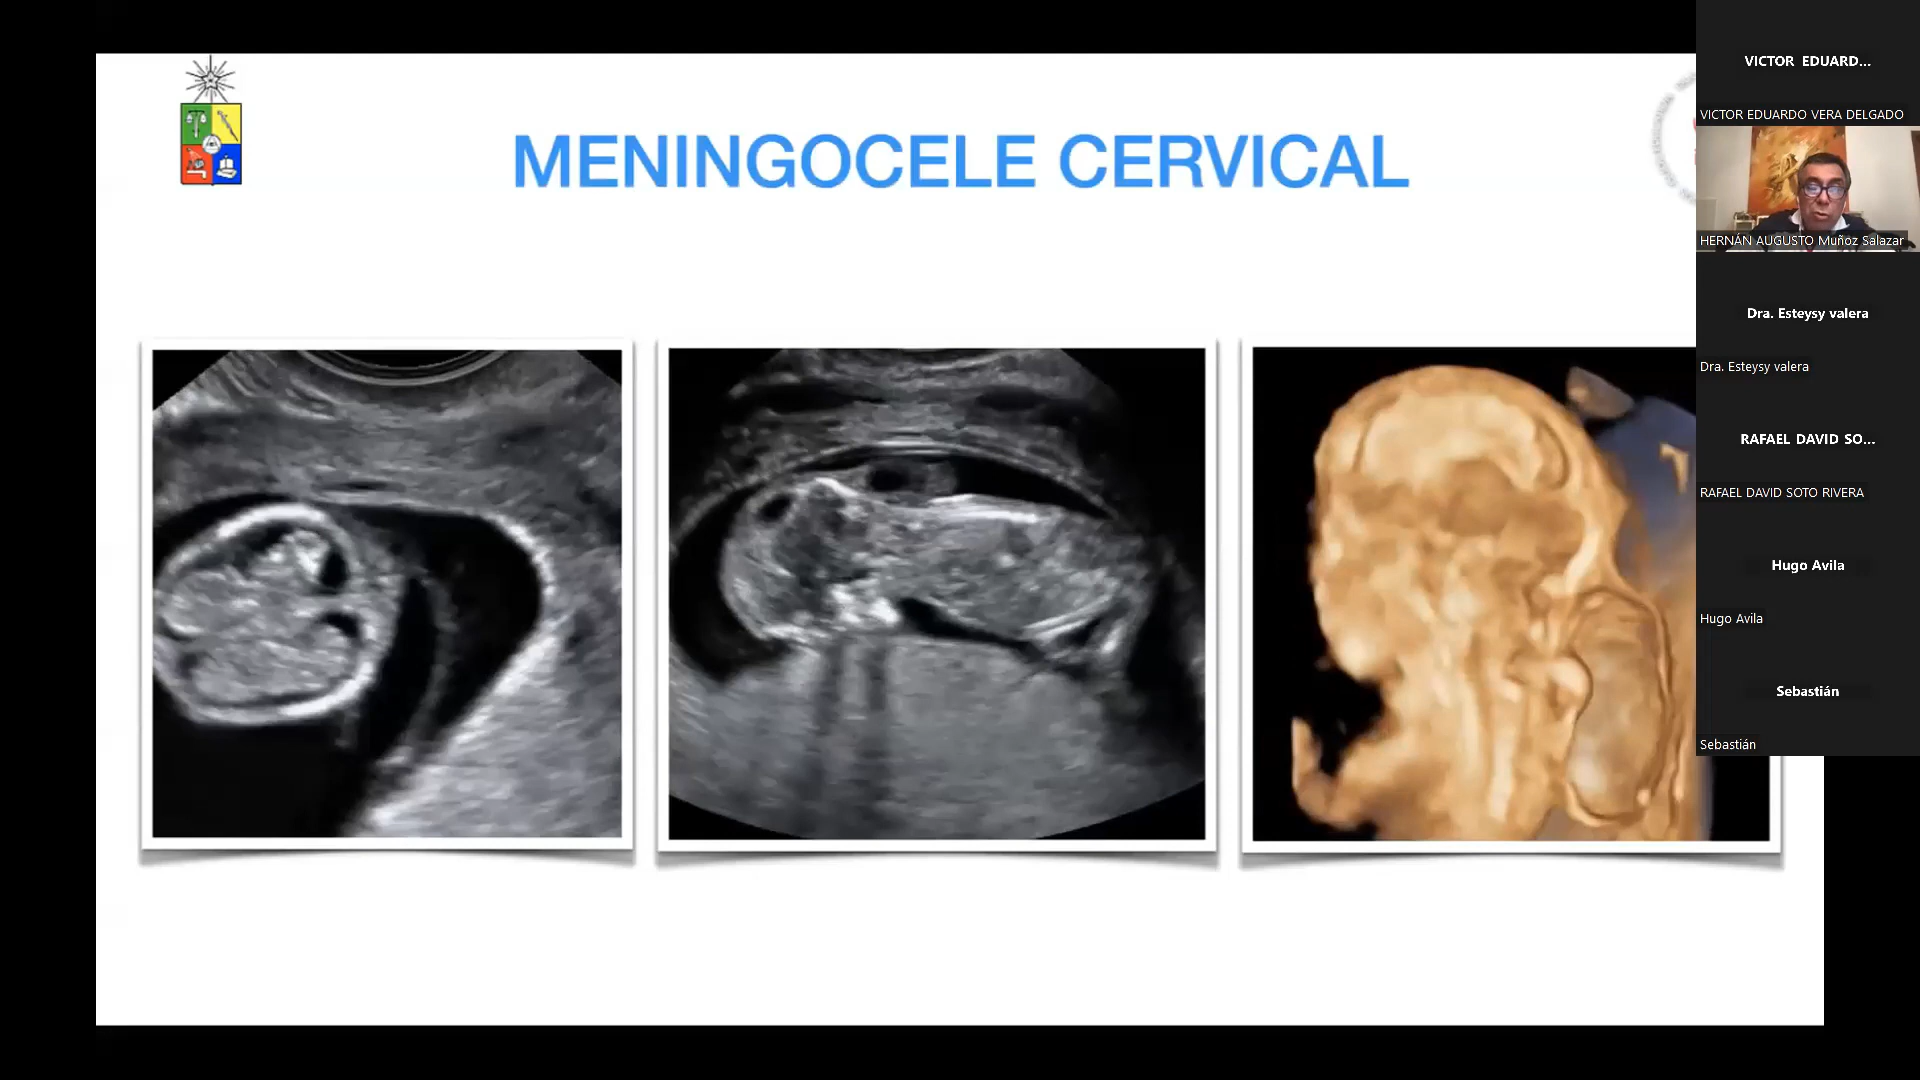 MENINGOCELE CERVICAL
VICTOR EDUARD...
VICTOR EDUARDO VERA DELGADO
HERNÁN AUGUSTO Muñoz Salazar
Dra. Esteysy valera
Dra. Esteysy valera
RAFAEL DAVID SO...
RAFAEL DAVID SOTO RIVERA
Hugo Avila
Hugo Avila
Sebastián
Sebastián